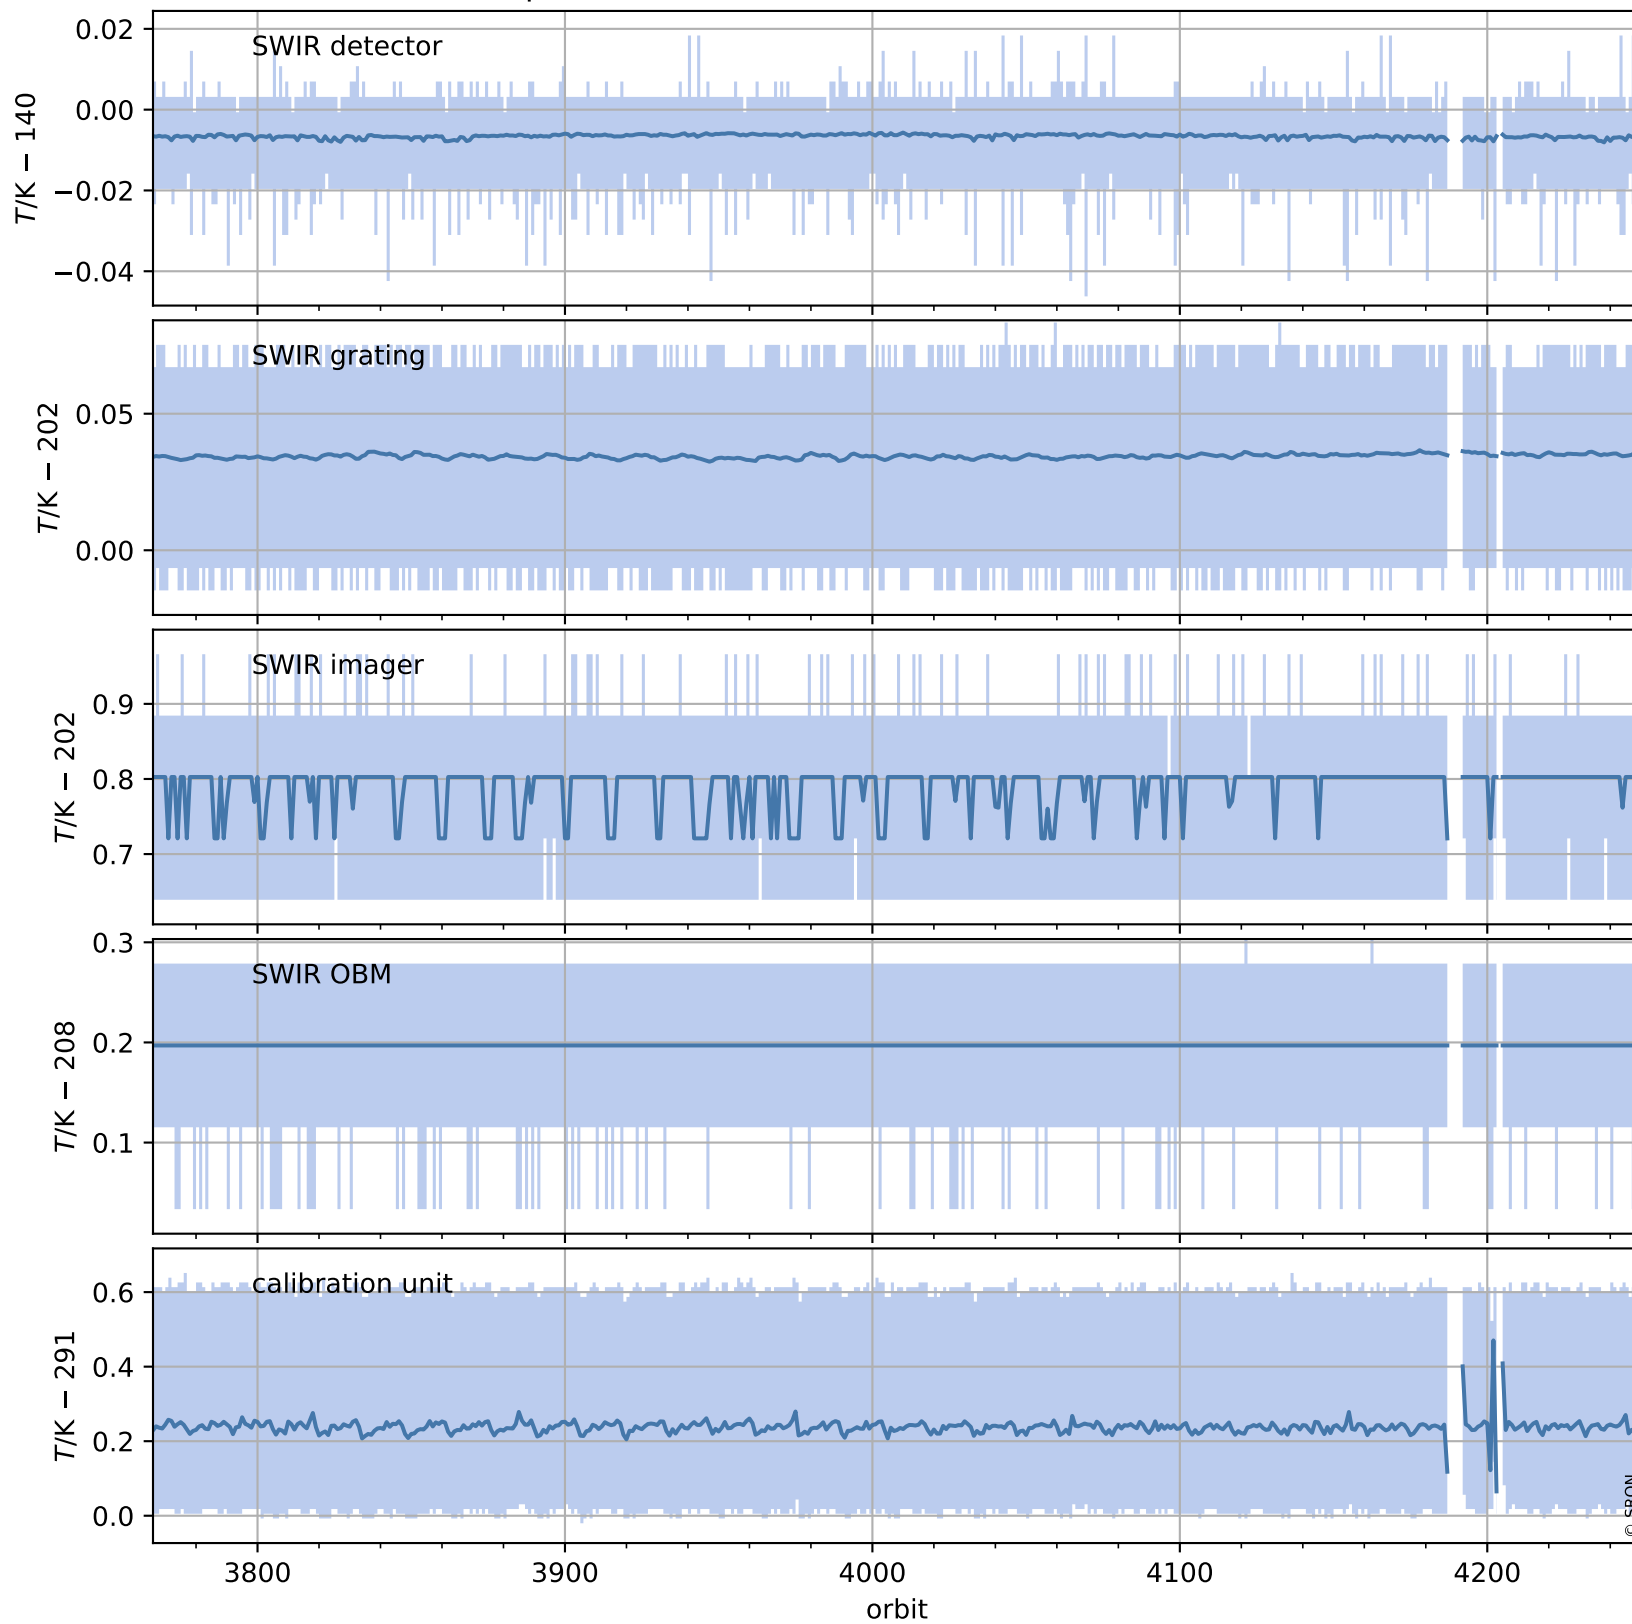 SWIR detector
T/K − 140
0.02
0.00
−0.02
−0.04
SWIR grating
T/K − 202
0.05
0.00
SWIR imager
T/K − 202
0.9
0.8
0.7
SWIR OBM
T/K − 208
0.3
0.2
0.1
calibration unit
T/K − 291
0.6
0.4
0.2
0.0
3800 3900 4000 4100 4200
orbit
© SRON